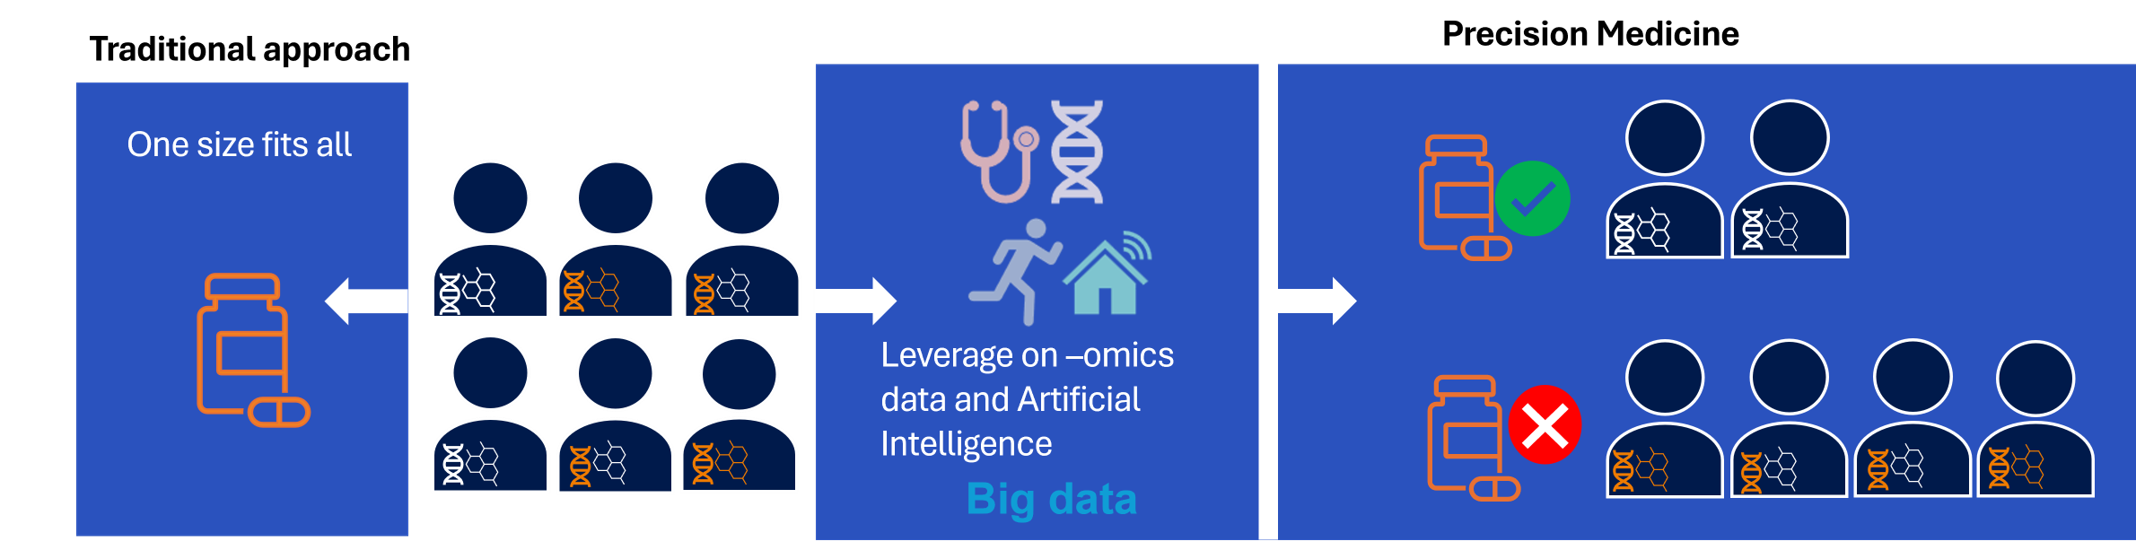 Traditional approach
One size fits all
Leverage on –omics
data and Artificial
Intelligence
Big data
Precision Medicine